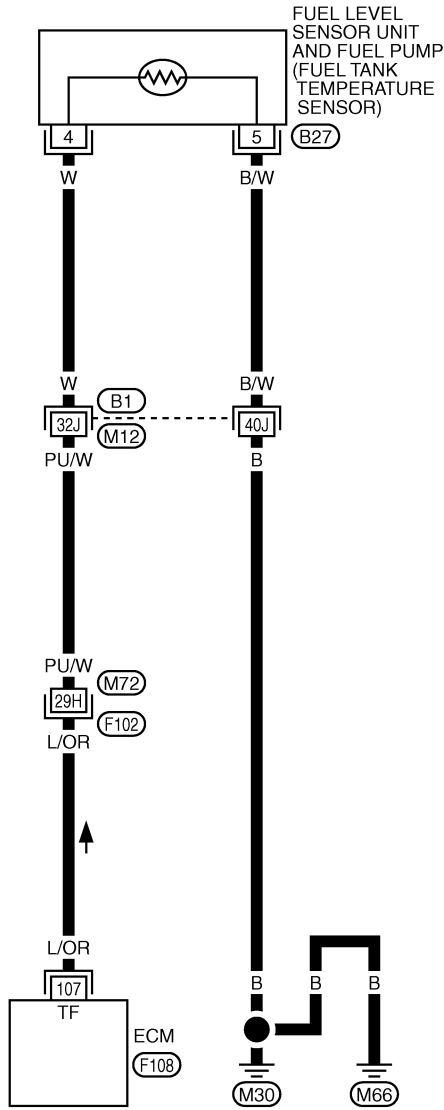 FUEL LEVEL
SENSOR UNIT
AND FUEL PUMP
(FUEL TANK
TEMPERATURE
SENSOR)
4
5
B27
W
B/W
W
B/W
B1
32J
40J
M12
PU/W
B
PU/W
M72
29H
F102
L/OR
L/OR
B
B
B
107
TF
ECM
F108
M30
M66